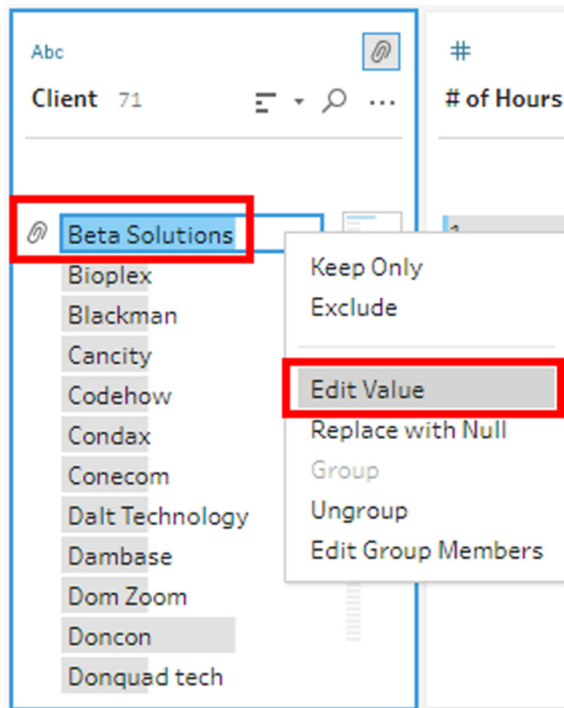 Abc
#
Client 71
# of Hours
Beta Solutions
Bioplex
Blackman
Cancity
Codehow
Condax
Conecom
Dalt Technology
Dambase
Dom Zoom
Doncon
Donquad tech
Keep Only
Exclude
Edit Value
Replace with Null
Group
Ungroup
Edit Group Members